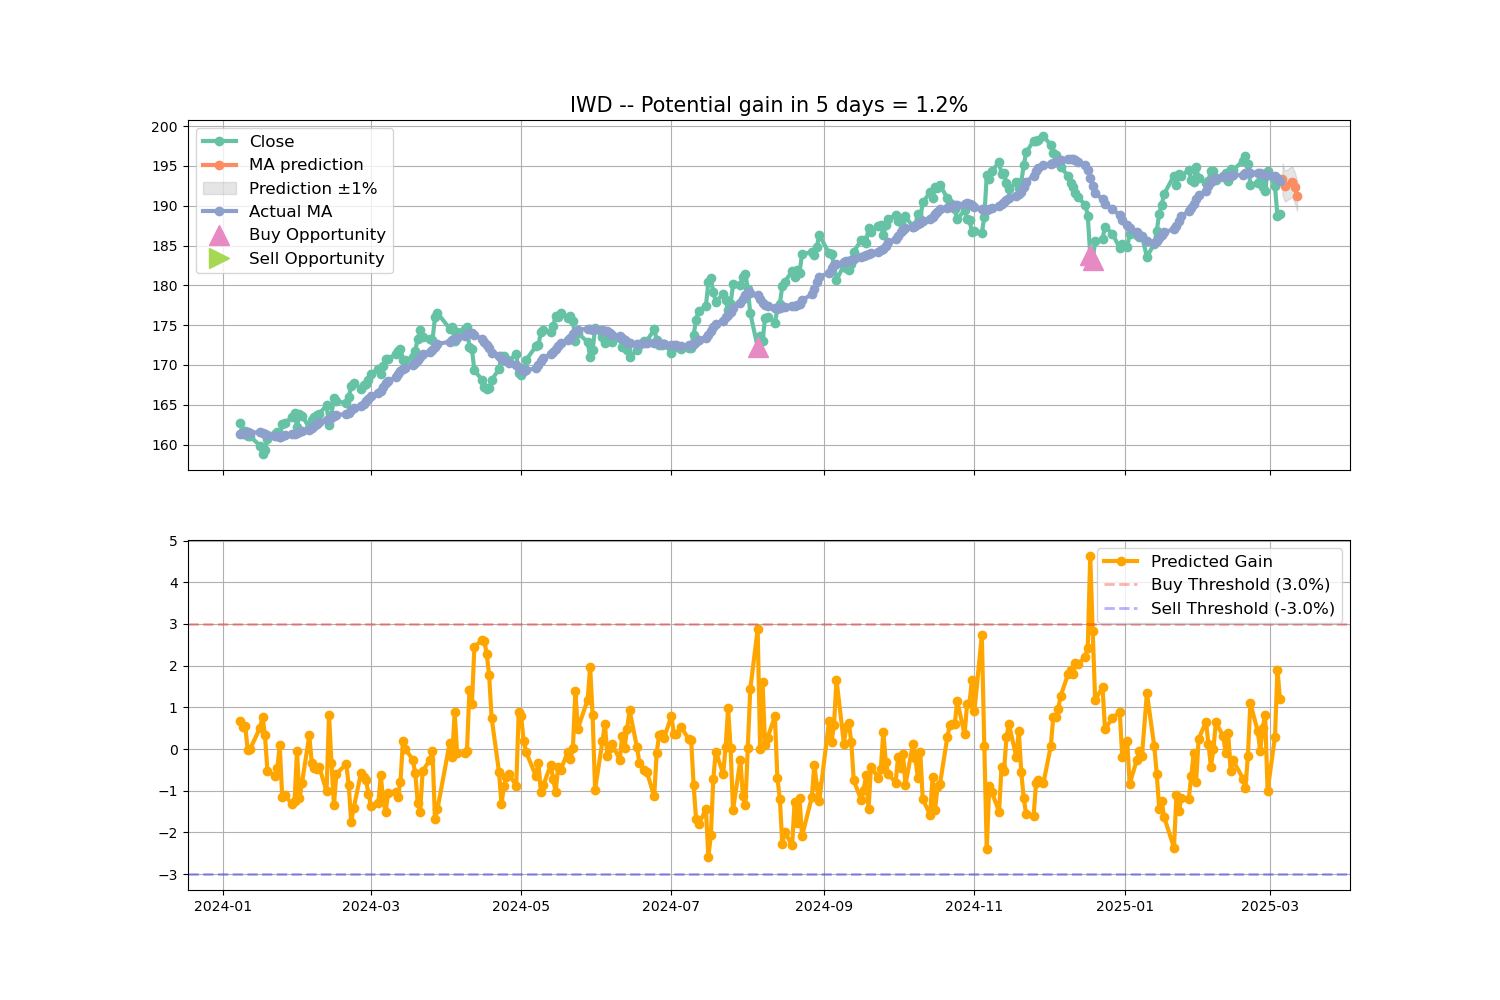 IWD -- Potential gain in 5 days = 1.2%
200
195
190
185
180
175
170
165
160
Close
MA prediction
Prediction ±1%
Actual MA
Buy Opportunity
Sell Opportunity
5
4
3
2
1
0
−1
−2
−3
Predicted Gain
Buy Threshold (3.0%)
Sell Threshold (-3.0%)
2024-01
2024-03
2024-05
2024-07
2024-09
2024-11
2025-01
2025-03